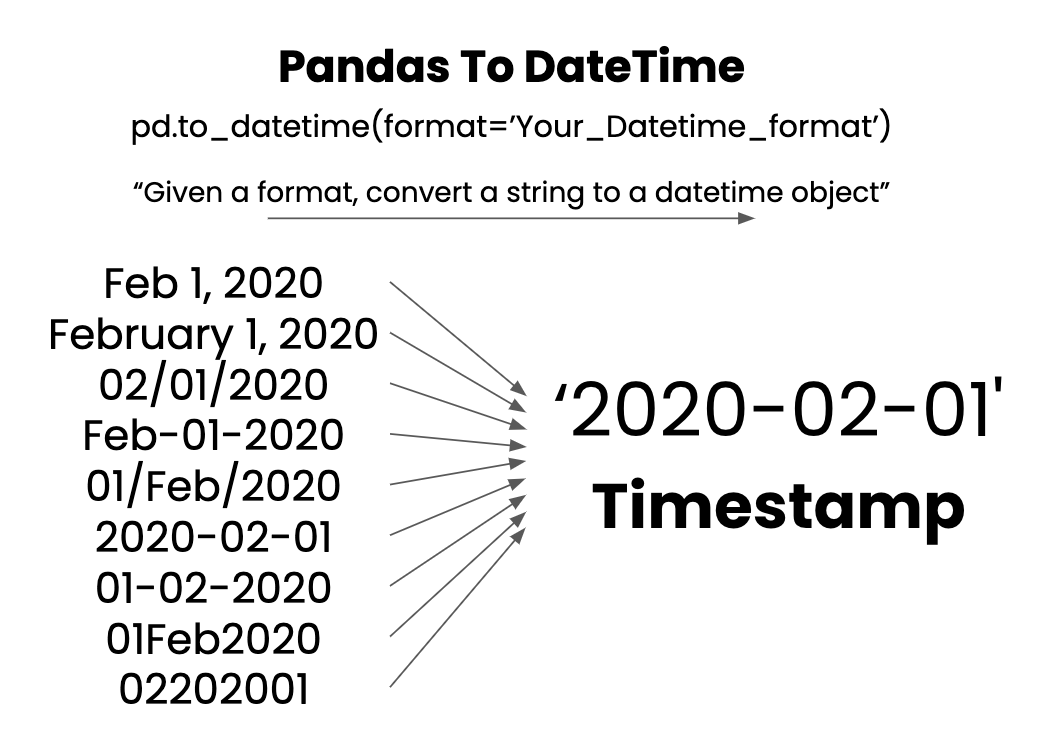 Pandas To DateTime
pd.to_datetime(format=’Your_Datetime_format’)
“Given a format, convert a string to a datetime object”
Feb 1, 2020
February 1, 2020
02/01/2020
Feb-01-2020
01/Feb/2020
2020-02-01
01-02-2020
01Feb2020
02202001
‘2020-02-01'
Timestamp